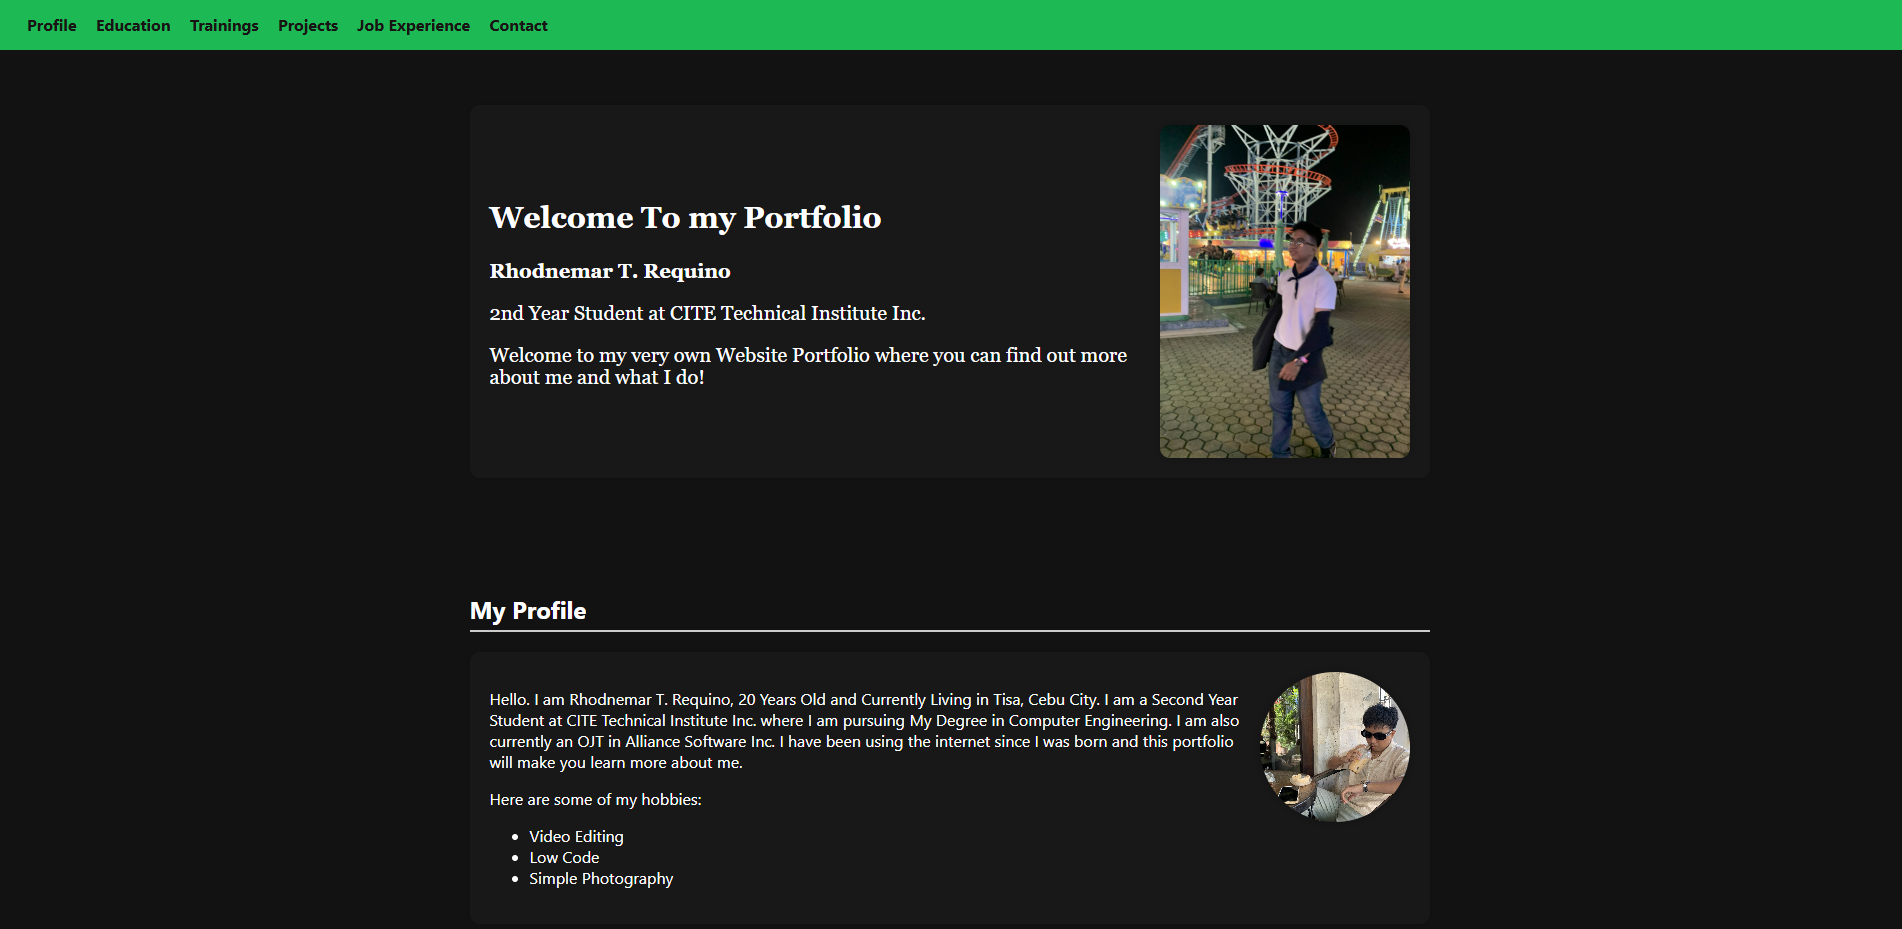 Profile Education Trainings Projects Job Experience Contact
Welcome To my Portfolio
Rhodnemar T. Requino
2nd Year Student at CITE Technical Institute Inc.
Welcome to my very own Website Portfolio where you can find out more
about me and what I do!
My Profile
Hello. I am Rhodnemar T. Requino, 20 Years Old and Currently Living in Tisa, Cebu City. I am a Second Year
Student at CITE Technical Institute Inc. where I am pursuing My Degree in Computer Engineering. I am also
currently an OJT in Alliance Software Inc. I have been using the internet since I was born and this portfolio
will make you learn more about me.
Here are some of my hobbies:
• Video Editing
• Low Code
• Simple Photography